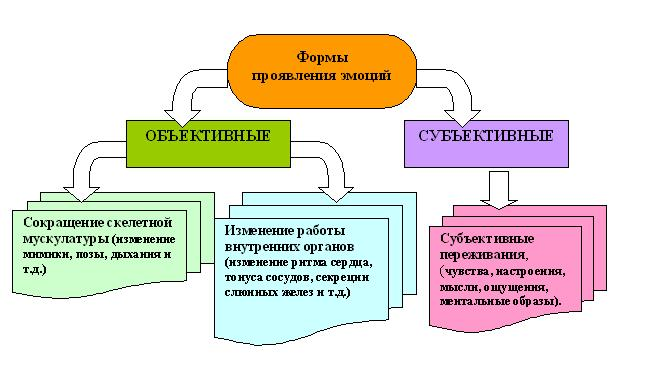 Формы
проявления эмоций
ОБЪЕКТИВНЫЕ
СУБЪЕКТИВНЫЕ
Сокращение скелетной
мускулатуры (изменение
мимики, позы, дыхания и
т.д.)
Изменение работы
внутренних органов
(изменение ритма сердца,
тонуса сосудов, секреции
слюнных желез и т.д.)
Субъективные
переживания,
(чувства, настроения,
мысли, ощущения,
ментальные образы).